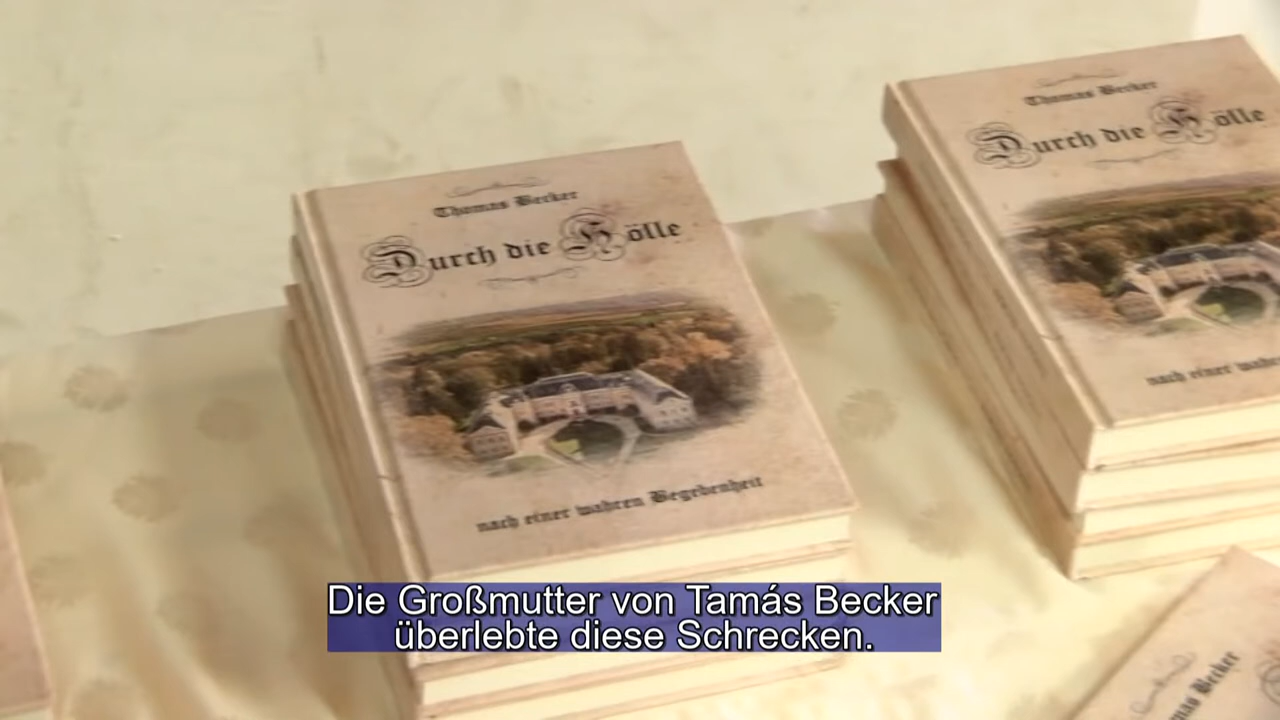 Thomas Becker
Durch die Hölle
nach einer wahren Begebenheit
Thomas Becker
Durch die Hölle
nach einer
Thomas Becker
Die Großmutter von Tamás Becker
überlebte diese Schrecken.